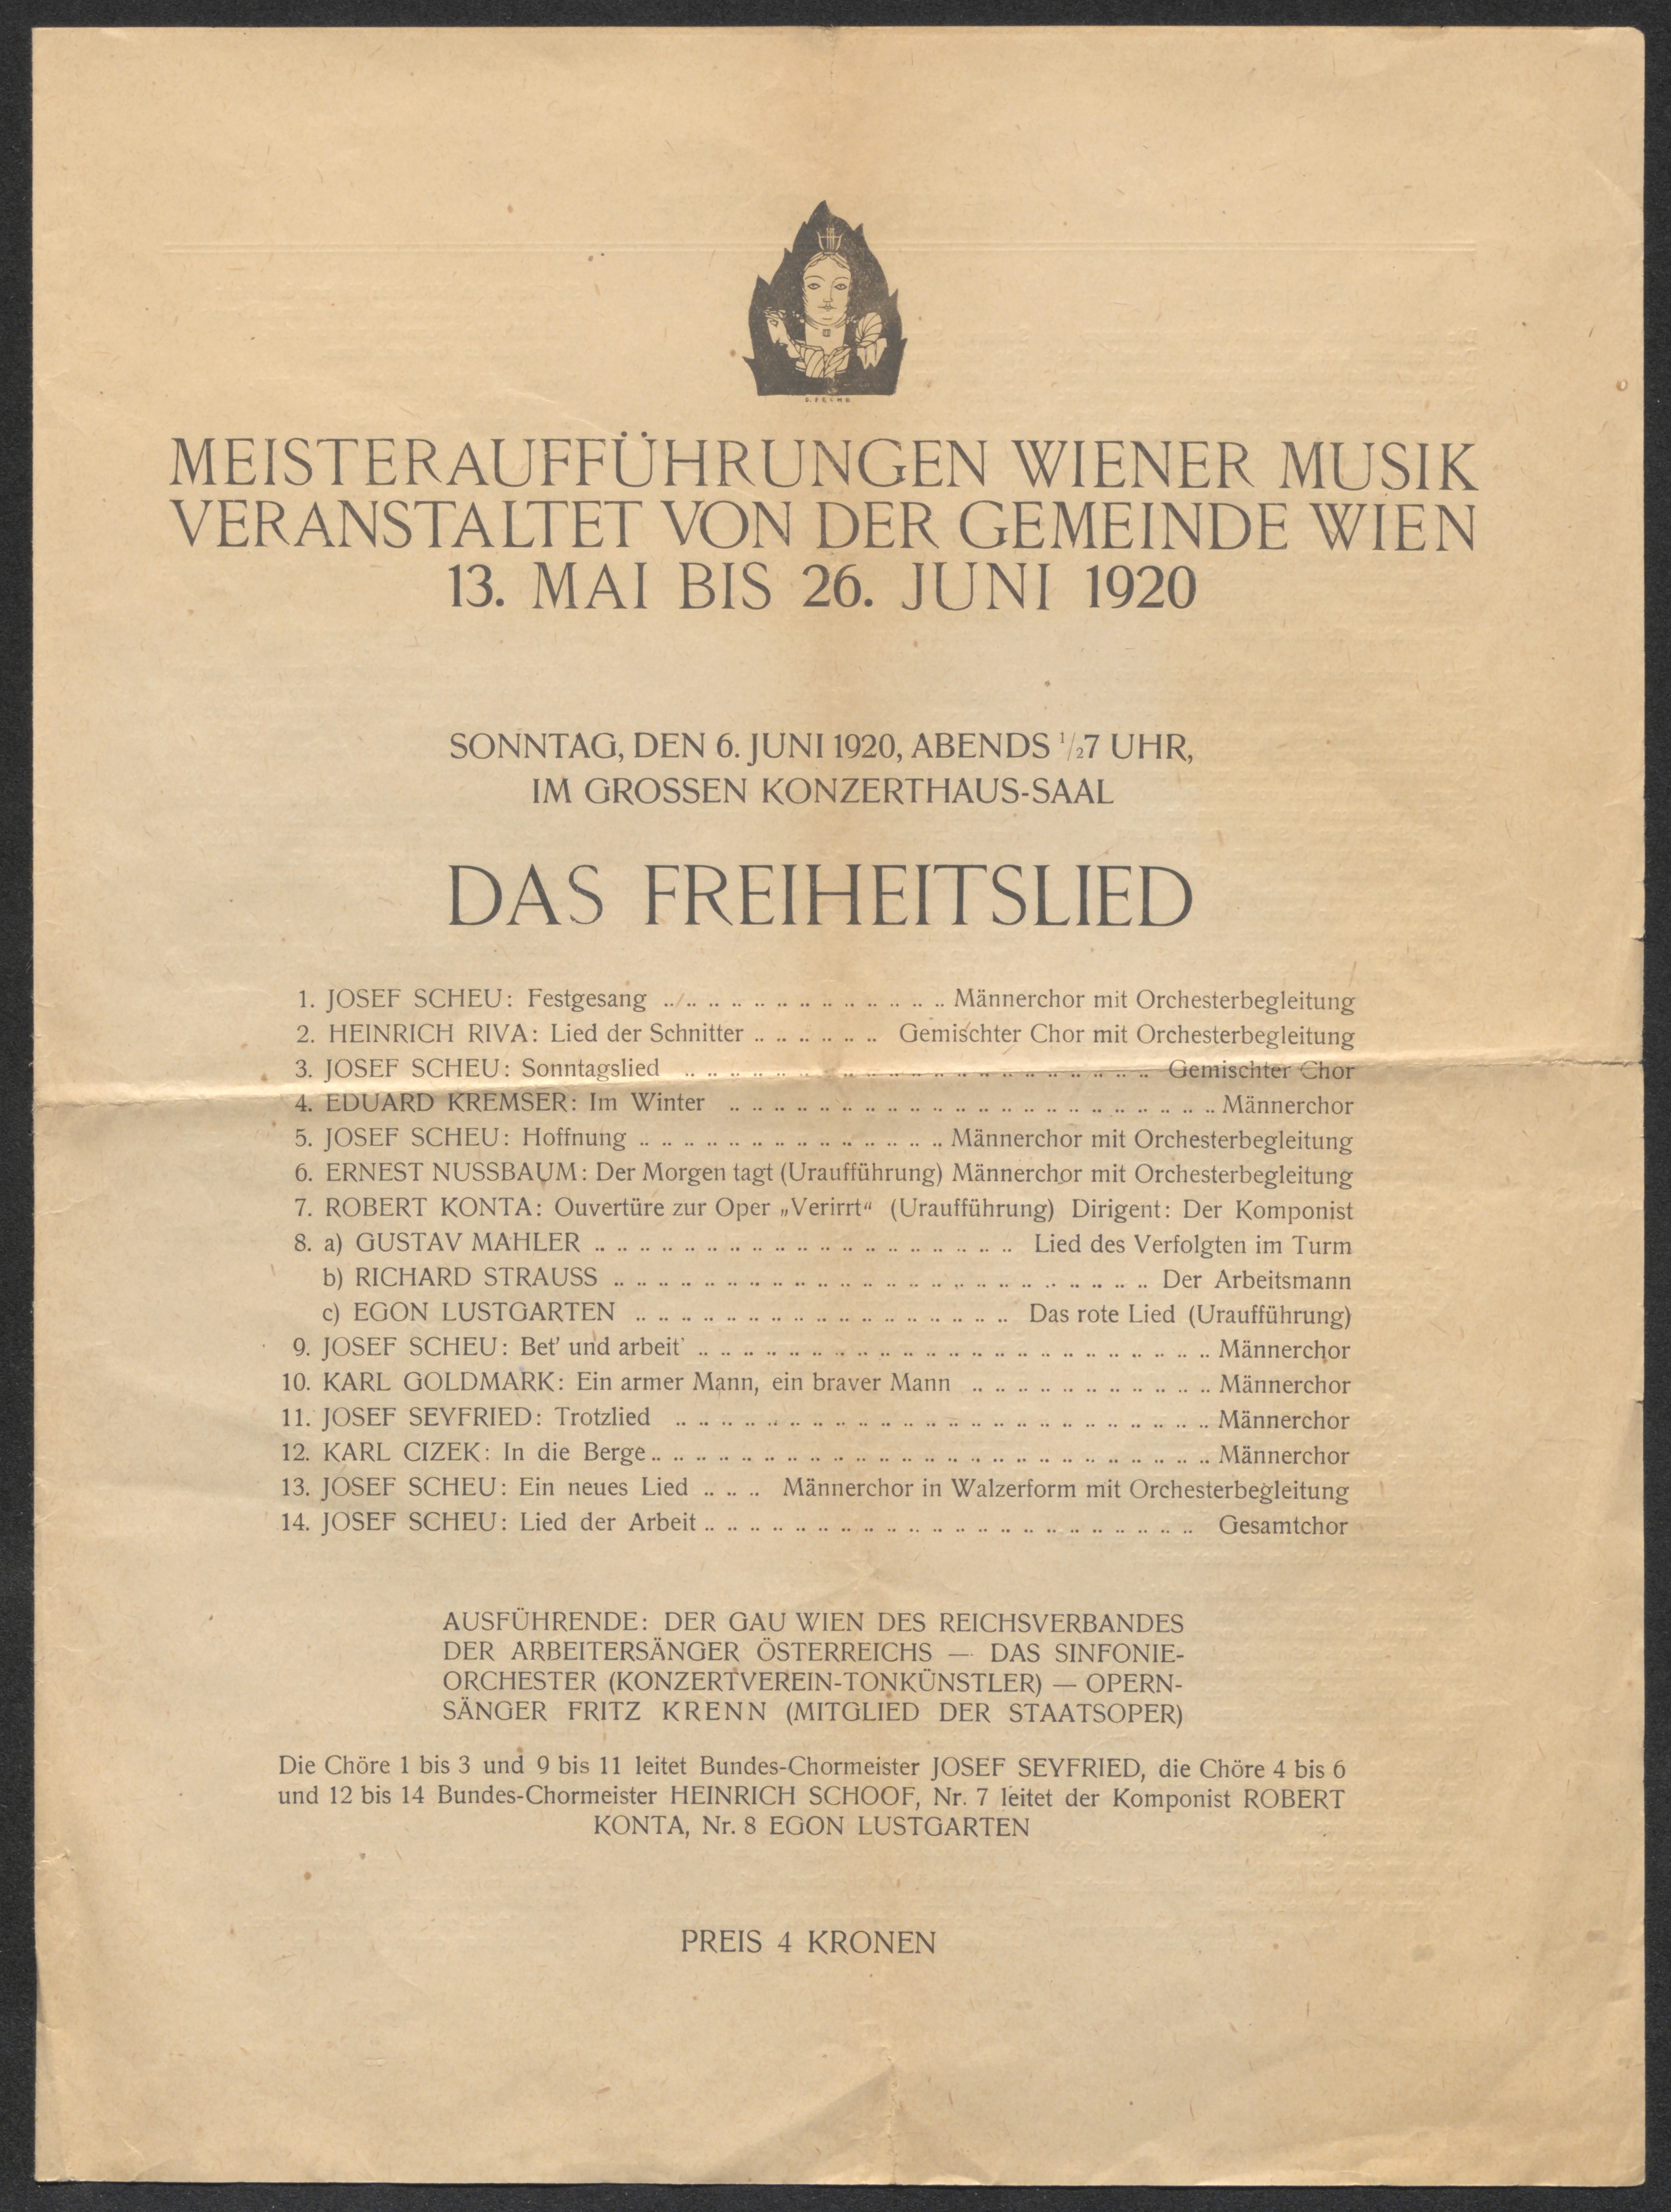 D. PECHE
MEISTERAUFFÜHRUNGEN WIENER MUSIK
VERANSTALTET VON DER GEMEINDE WIEN
13. MAI BIS 26. JUNI 1920
SONNTAG, DEN 6. JUNI 1920, ABENDS 1/27 UHR,
IM GROSSEN KONZERTHAUS-SAAL
DAS FREIHEITSLIED
1. JOSEF SCHEU: Festgesang .. .. .. .. .. .. .. .. .. .. .. .. .. Männerchor mit Orchesterbegleitung
2. HEINRICH RIVA: Lied der Schnitter .. .. .. .. .. .. Gemischter Chor mit Orchesterbegleitung
3. JOSEF SCHEU: Sonntagslied .. .. .. .. .. .. .. .. .. .. .. .. .. .. .. .. .. .. .. .. .. Gemischter Chor
4. EDUARD KREMSER: Im Winter .. .. .. .. .. .. .. .. .. .. .. .. .. .. .. .. .. .. .. .. .. .. Männerchor
5. JOSEF SCHEU: Hoffnung .. .. .. .. .. .. .. .. .. .. .. .. .. .. Männerchor mit Orchesterbegleitung
6. ERNEST NUSSBAUM: Der Morgen tagt (Uraufführung) Männerchor mit Orchesterbegleitung
7. ROBERT KONTA: Ouvertüre zur Oper „Verirrt“ (Uraufführung) Dirigent: Der Komponist
8. a) GUSTAV MAHLER .. .. .. .. .. .. .. .. .. .. .. .. .. .. .. .. .. .. .. Lied des Verfolgten im Turm
b) RICHARD STRAUSS .. .. .. .. .. .. .. .. .. .. .. .. .. .. .. .. .. .. .. .. .. .. .. .. Der Arbeitsmann
c) EGON LUSTGARTEN .. .. .. .. .. .. .. .. .. .. .. .. .. .. .. .. .. Das rote Lied (Uraufführung)
9. JOSEF SCHEU: Bet' und arbeit' .. .. .. .. .. .. .. .. .. .. .. .. .. .. .. .. .. .. .. .. .. .. .. Männerchor
10. KARL GOLDMARK: Ein armer Mann, ein braver Mann .. .. .. .. .. .. .. .. .. .. .. Männerchor
11. JOSEF SEYFRIED: Trotzlied .. .. .. .. .. .. .. .. .. .. .. .. .. .. .. .. .. .. .. .. .. .. .. .. Männerchor
12. KARL CIZEK: In die Berge .. .. .. .. .. .. .. .. .. .. .. .. .. .. .. .. .. .. .. .. .. .. .. .. .. Männerchor
13. JOSEF SCHEU: Ein neues Lied .. .. .. Männerchor in Walzerform mit Orchesterbegleitung
14. JOSEF SCHEU: Lied der Arbeit .. .. .. .. .. .. .. .. .. .. .. .. .. .. .. .. .. .. .. .. .. .. Gesamtchor
AUSFÜHRENDE: DER GAU WIEN DES REICHSVERBANDES
DER ARBEITERSÄNGER ÖSTERREICHS — DAS SINFONIE-
ORCHESTER (KONZERTVEREIN-TONKÜNSTLER) — OPERN-
SÄNGER FRITZ KRENN (MITGLIED DER STAATSOPER)
Die Chöre 1 bis 3 und 9 bis 11 leitet Bundes-Chormeister JOSEF SEYFRIED, die Chöre 4 bis 6
und 12 bis 14 Bundes-Chormeister HEINRICH SCHOOF, Nr. 7 leitet der Komponist ROBERT
KONTA, Nr. 8 EGON LUSTGARTEN
PREIS 4 KRONEN